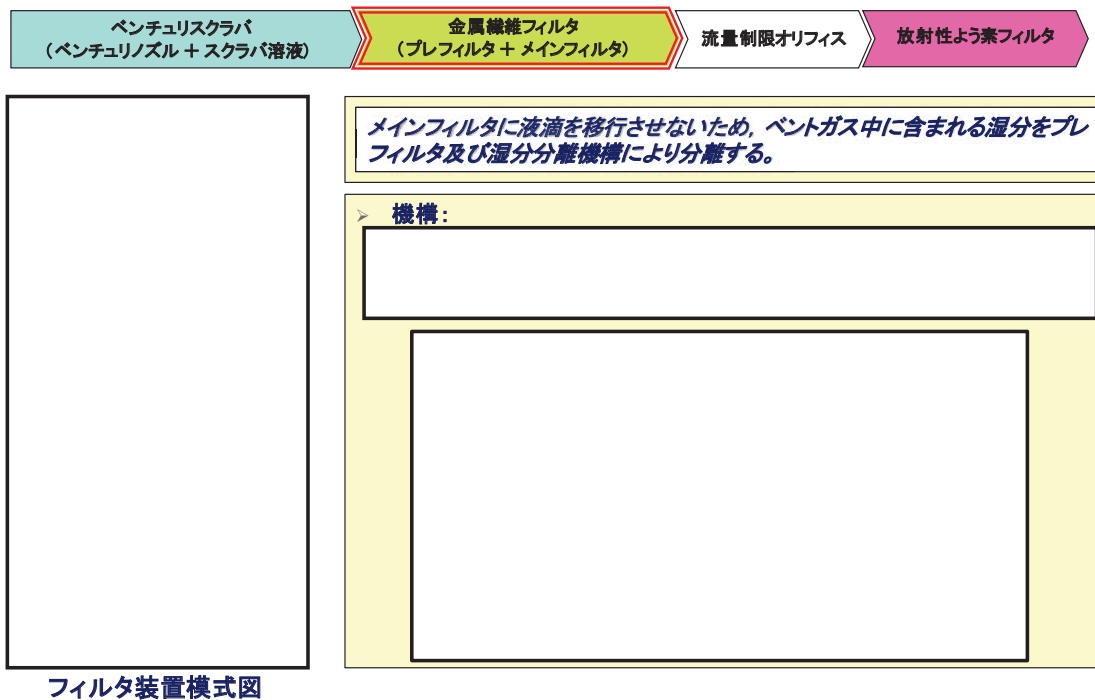 ベンチュリスクラバ
（ベンチュリノズル ＋ スクラバ溶液）
金属繊維フィルタ
（プレフィルタ ＋ メインフィルタ）
流量制限オリフィス
放射性よう素フィルタ
メインフィルタに液滴を移行させないため，ベントガス中に含まれる湿分をプレ
フィルタ及び湿分分離機構により分離する。
➢ 機構：
フィルタ装置模式図